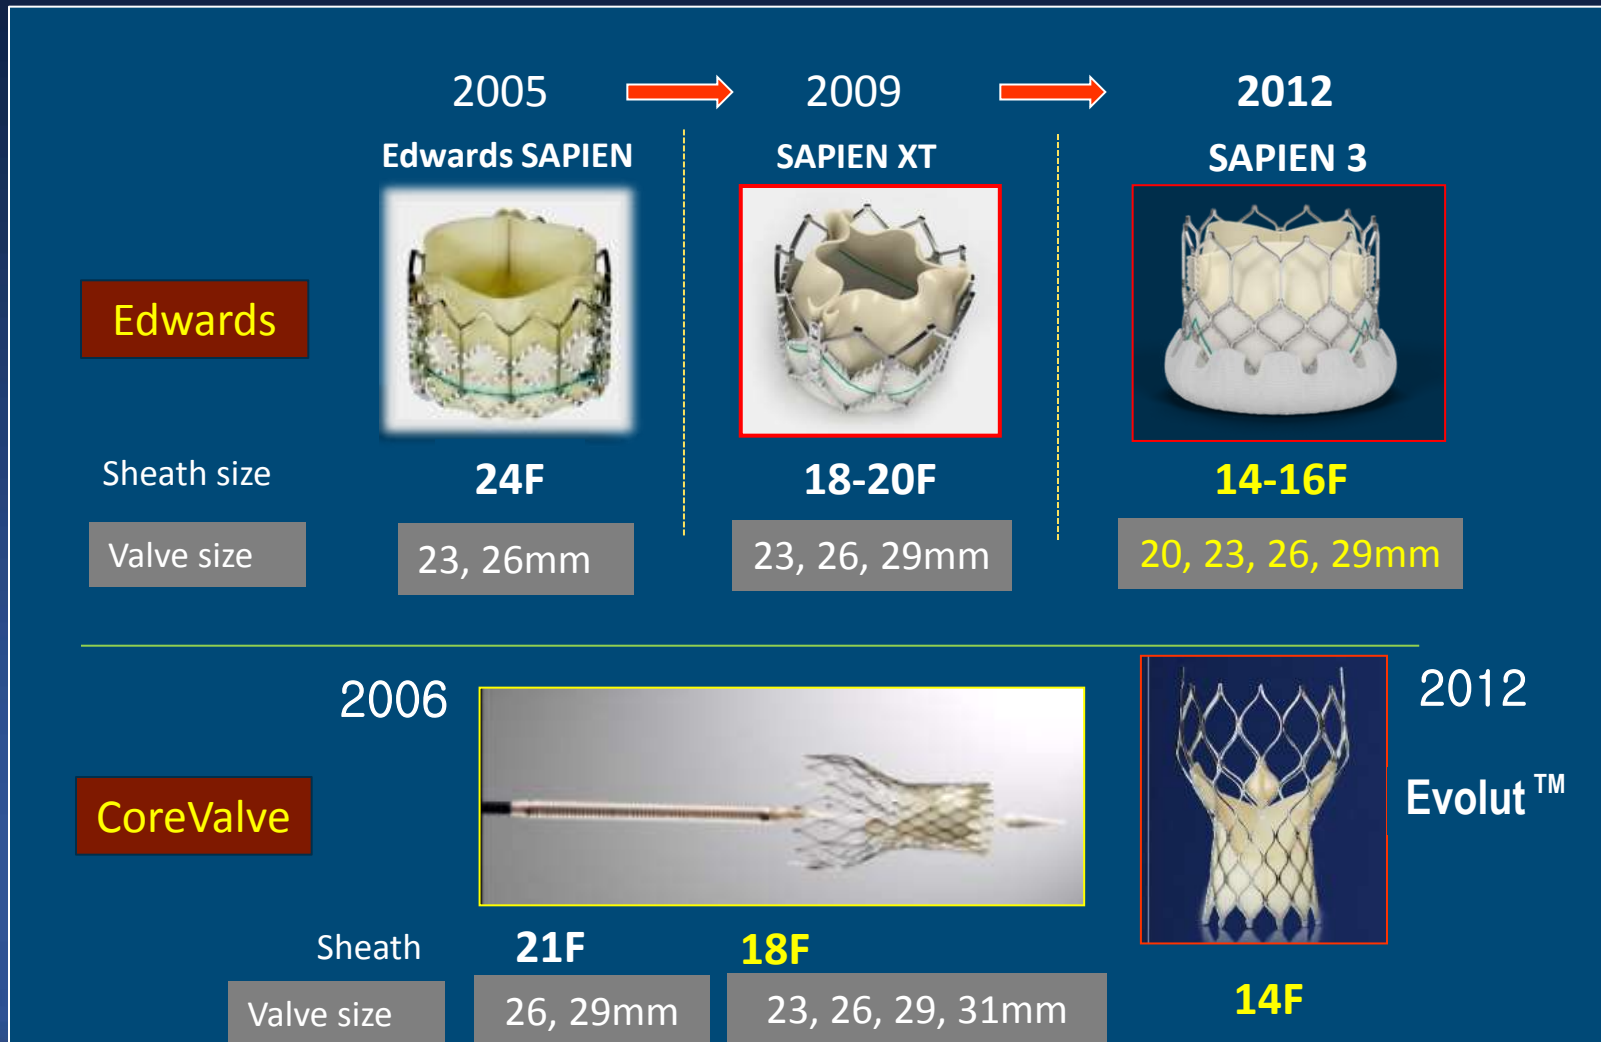 2005 2009 2012
Edwards SAPIEN SAPIEN XT SAPIEN 3
Edwards
Sheath size 24F 18-20F 14-16F
Valve size 23, 26mm 23, 26, 29mm 20, 23, 26, 29mm
2006 2012
CoreValve Evolut™
Sheath 21F 18F
14F
Valve size 26, 29mm 23, 26, 29, 31mm